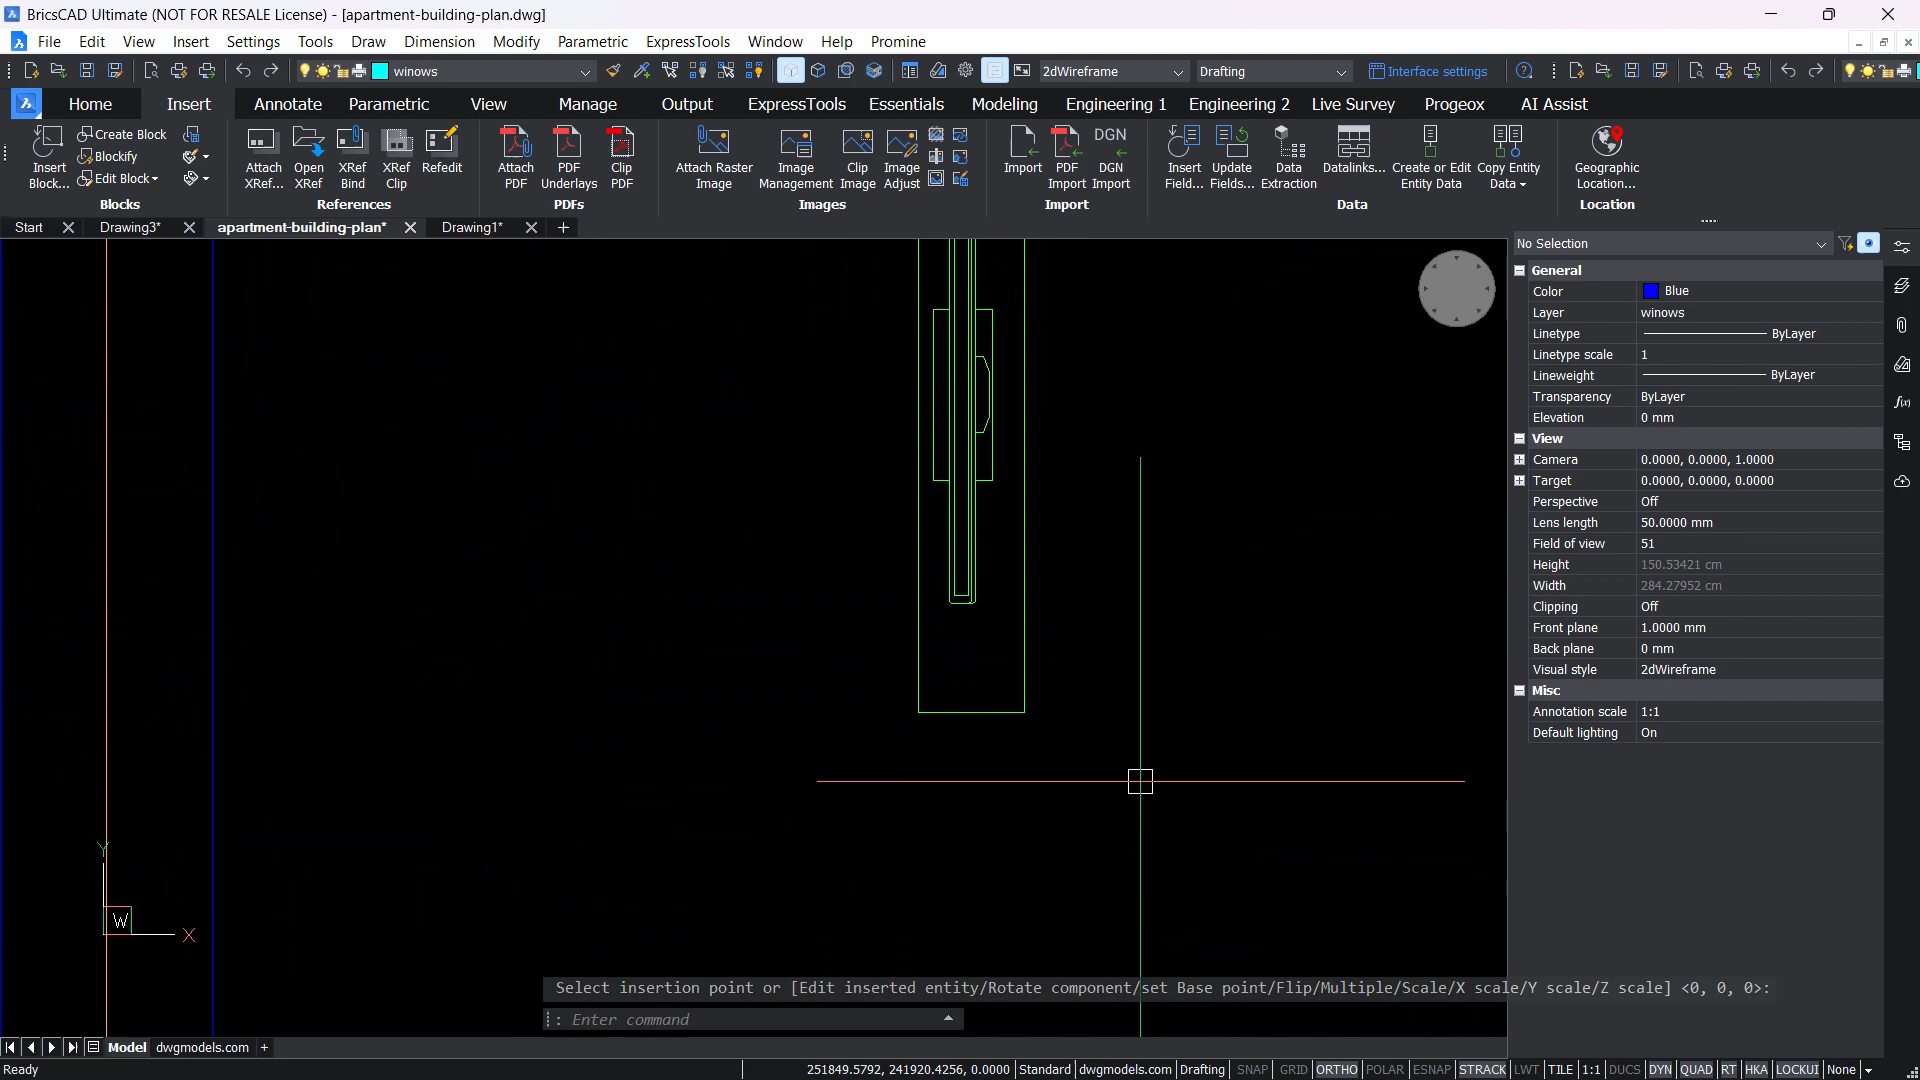 BricsCAD Ultimate (NOT FOR RESALE License) - [apartment-building-plan.dwg]
File Edit View Insert Settings Tools Draw Dimension Modify Parametric ExpressTools Window Help Promine
winows 2dWireframe Drafting Interface settings
Home Insert Annotate Parametric View Manage Output ExpressTools Essentials Modeling Engineering 1 Engineering 2 Live Survey Progeox AI Assist
Insert Block...
Create Block
Blockify
Edit Block
Attach XRef...
Open XRef
XRef Bind
XRef Clip
Refedit
Attach PDF
PDF Underlays
Clip PDF
Attach Raster Image
Image Management
Clip Image
Image Adjust
Import
PDF Import
DGN
DGN Import
Insert Field...
Update Fields...
Data Extraction
Datalinks...
Create or Edit Entity Data
Copy Entity Data
Geographic Location...
Blocks References PDFs Images Import Data Location
Start Drawing3* apartment-building-plan* Drawing1*
No Selection
General
Color Blue
Layer winows
Linetype ByLayer
Linetype scale 1
Lineweight ByLayer
Transparency ByLayer
Elevation 0 mm
View
Camera 0.0000, 0.0000, 1.0000
Target 0.0000, 0.0000, 0.0000
Perspective Off
Lens length 50.0000 mm
Field of view 51
Height 150.53421 cm
Width 284.27952 cm
Clipping Off
Front plane 1.0000 mm
Back plane 0 mm
Visual style 2dWireframe
Misc
Annotation scale 1:1
Default lighting On
Y
W
X
Select insertion point or [Edit inserted entity/Rotate component/set Base point/Flip/Multiple/Scale/X scale/Y scale/Z scale] <0, 0, 0>:
: Enter command
Model dwgmodels.com +
Ready 251849.5792, 241920.4256, 0.0000 Standard dwgmodels.com Drafting SNAP GRID ORTHO POLAR ESNAP STRACK LWT TILE 1:1 DUCS DYN QUAD RT HKA LOCKUI None